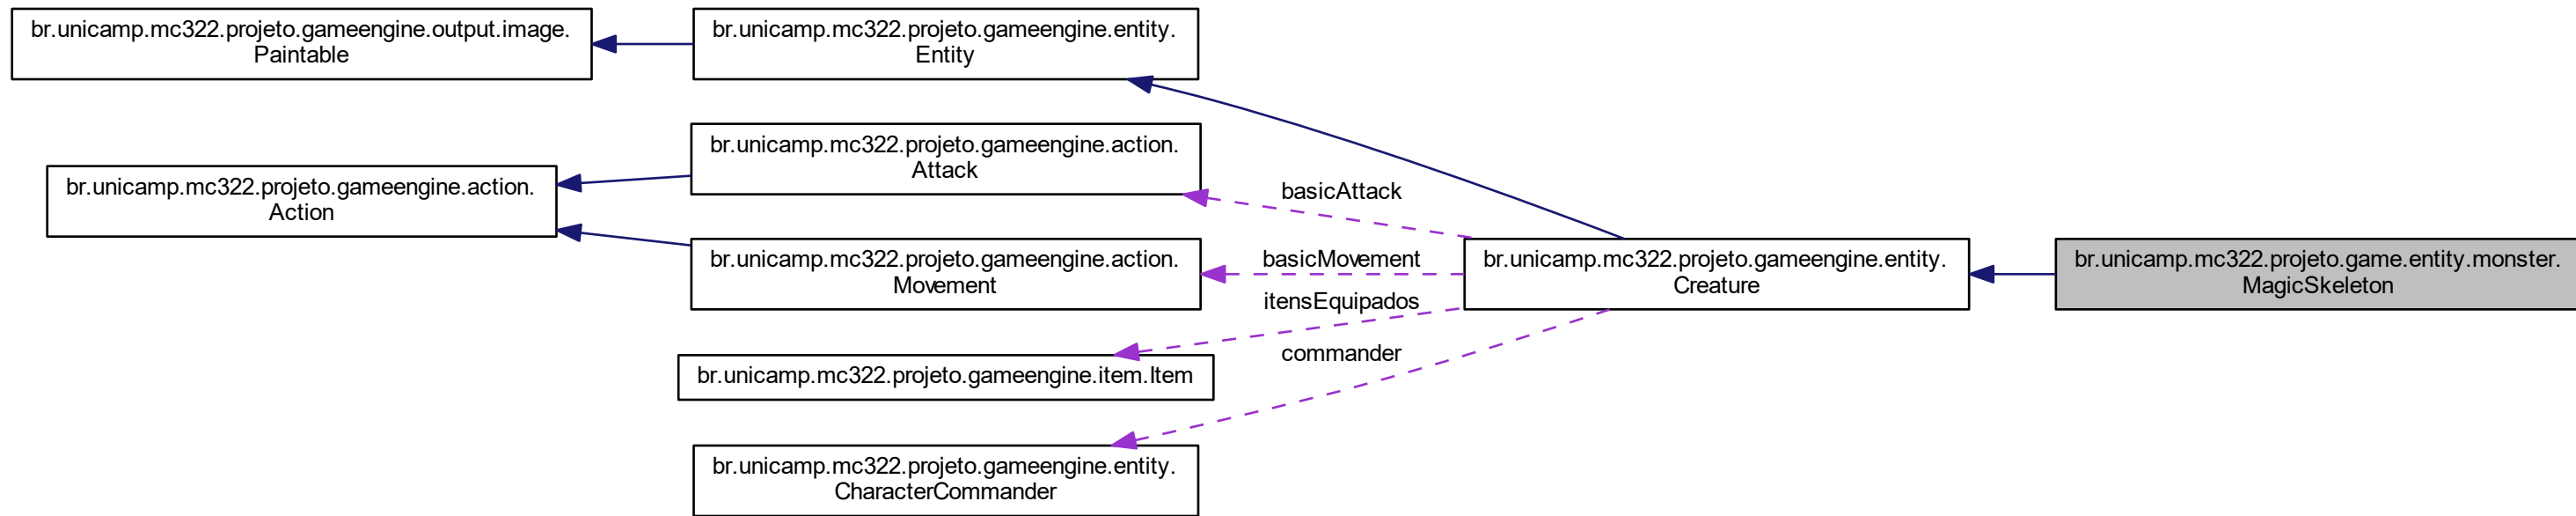 br.unicamp.mc322.projeto.gameengine.output.image.
Paintable
br.unicamp.mc322.projeto.gameengine.entity.
Entity
br.unicamp.mc322.projeto.gameengine.action.
Attack
br.unicamp.mc322.projeto.gameengine.action.
Action
basicAttack
br.unicamp.mc322.projeto.gameengine.action.
Movement
basicMovement
br.unicamp.mc322.projeto.gameengine.entity.
Creature
br.unicamp.mc322.projeto.game.entity.monster.
MagicSkeleton
itensEquipados
commander
br.unicamp.mc322.projeto.gameengine.item.Item
br.unicamp.mc322.projeto.gameengine.entity.
CharacterCommander